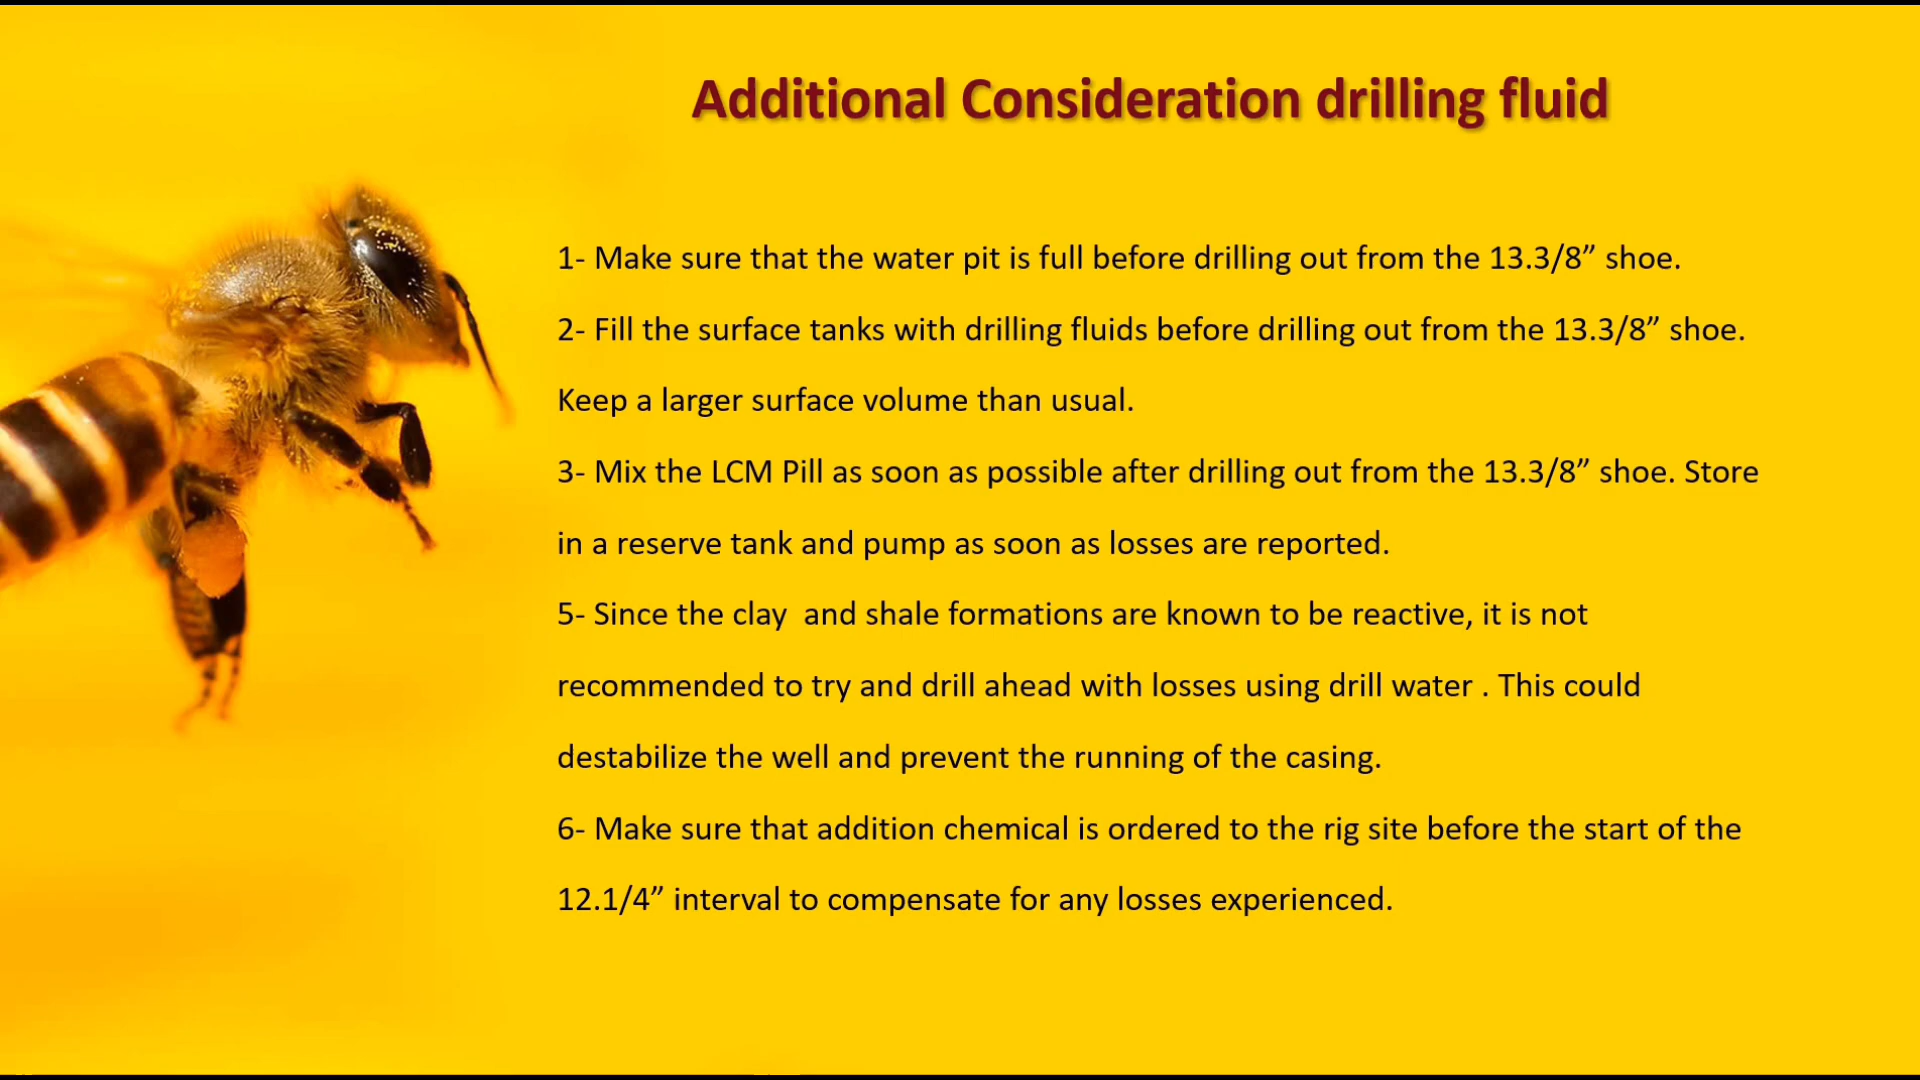 Additional Consideration drilling fluid
1- Make sure that the water pit is full before drilling out from the 13.3/8” shoe.
2- Fill the surface tanks with drilling fluids before drilling out from the 13.3/8” shoe.
Keep a larger surface volume than usual.
3- Mix the LCM Pill as soon as possible after drilling out from the 13.3/8” shoe. Store
in a reserve tank and pump as soon as losses are reported.
5- Since the clay  and shale formations are known to be reactive, it is not
recommended to try and drill ahead with losses using drill water . This could
destabilize the well and prevent the running of the casing.
6- Make sure that addition chemical is ordered to the rig site before the start of the
12.1/4” interval to compensate for any losses experienced.